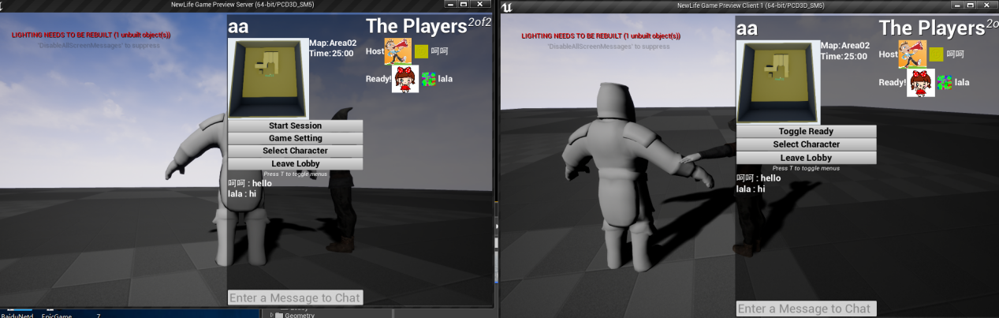 NewLife Game Preview Server (64-bit/PCD3D_SM5)
LIGHTING NEEDS TO BE REBUILT (1 unbuilt object(s))
'DisableAllScreenMessages' to suppress
aa
The Players
2of2
Map:Area02
Time:25:00
Host
呵呵
Ready!
lala
Start Session
Game Setting
Select Character
Leave Lobby
Press T to toggle menus
呵呵 : hello
lala : hi
Enter a Message to Chat
BaiduNetd
EpicGame
7
Geometry
NewLife Game Preview Client 1 (64-bit/PCD3D_SM5)
LIGHTING NEEDS TO BE REBUILT (1 unbuilt object(s))
'DisableAllScreenMessages' to suppress
aa
The Players
2o
Map:Area02
Time:25:00
Host
呵呵
Ready!
lala
Toggle Ready
Select Character
Leave Lobby
Press T to toggle menus
呵呵 : hello
lala : hi
Enter a Message to Chat